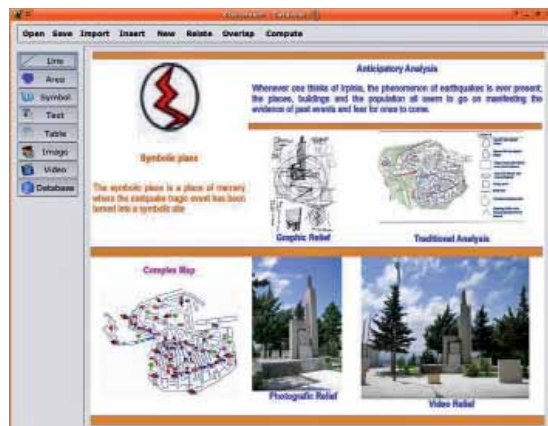 Open Save Import Insert New Relate Overlap Compute
Line
Area
Symbol
Text
Table
Image
Video
Database
Anticipatory Analysis
Whenever one thinks of Irpinia, the phenomenon of earthquakes is ever present;
the places, buildings and the population all seem to go on manifesting the
evidence of past events and fear for ones to come.
Symbolic place
The symbolic place is a place of memory
where the earthquake tragic event has been
turned into a symbolic site
Graphic Relief
Traditional Analysis
Complex Map
Photografic Relief
Video Relief